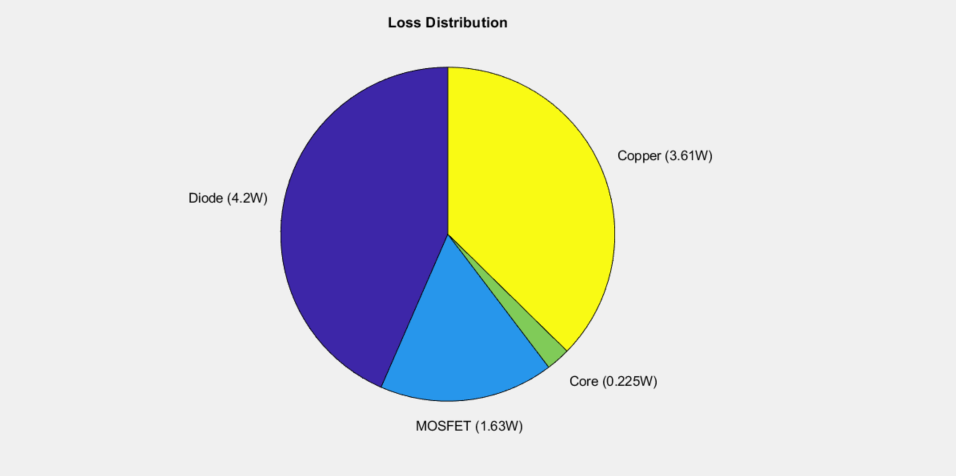 Loss Distribution
Copper (3.61W)
Diode (4.2W)
Core (0.225W)
MOSFET (1.63W)